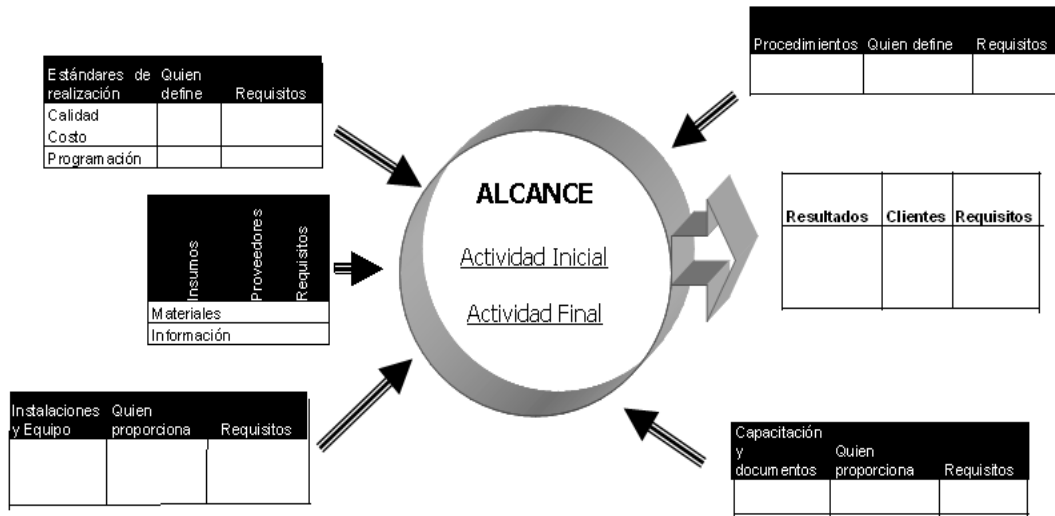 Procedimientos Quien define Requisitos
Estándares de Quien
realización define Requisitos
Calidad
Costo
Programación
ALCANCE
Actividad Inicial
Actividad Final
Resultados Clientes Requisitos
Insumos Proveedores Requisitos
Materiales
Información
Instalaciones Quien
y Equipo proporciona Requisitos
Capacitación
y Quien
documentos proporciona Requisitos